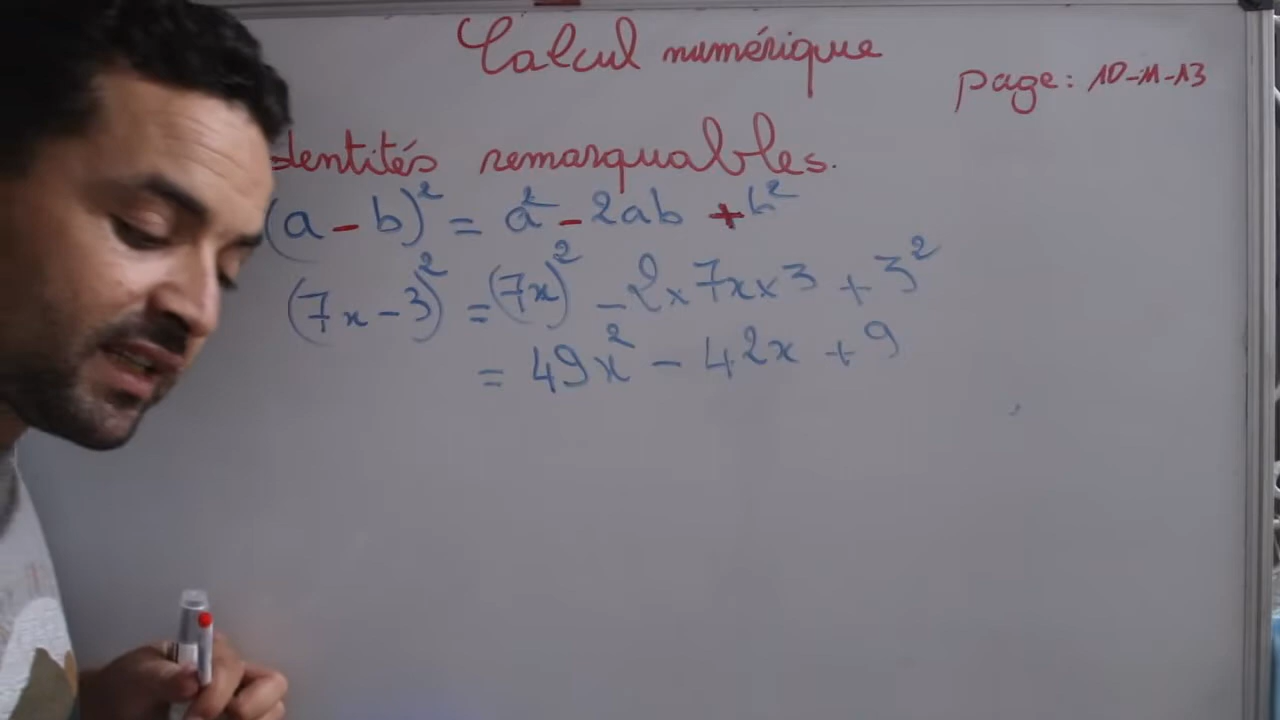 Calcul numérique
page: 10-11-13
dentités remarquables.
(a - b)² = a² - 2ab + b²
(7x - 3)² = (7x)² - 2 × 7x × 3 + 3²
= 49x² - 42x + 9